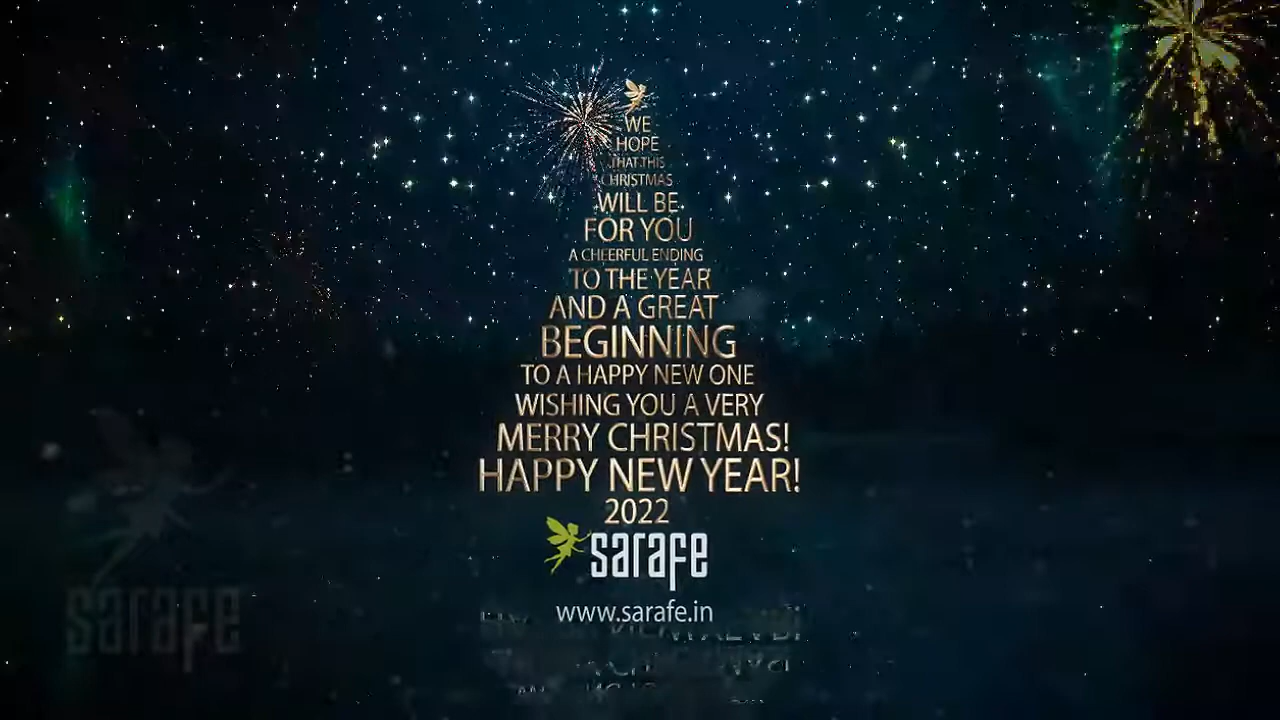 WE
HOPE
THAT THIS
CHRISTMAS
WILL BE
FOR YOU
A CHEERFUL ENDING
TO THE YEAR
AND A GREAT
BEGINNING
TO A HAPPY NEW ONE
WISHING YOU A VERY
MERRY CHRISTMAS!
HAPPY NEW YEAR!
2022
sarafe
www.sarafe.in
sarafe